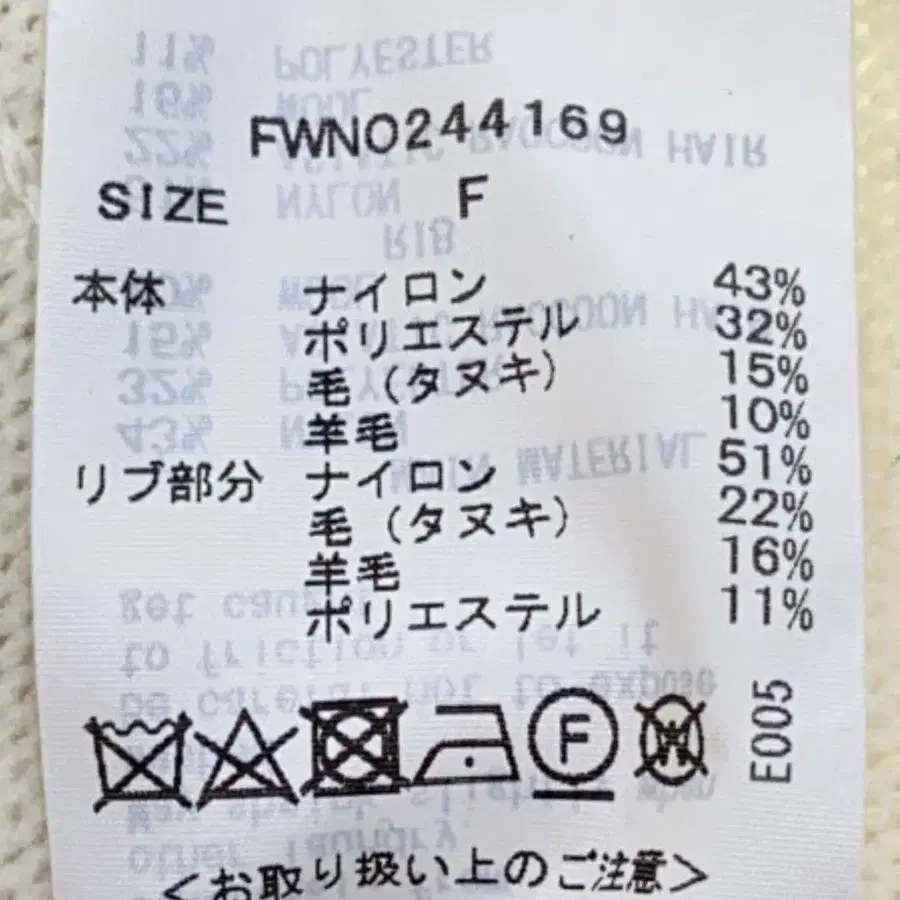 FWNO244169
SIZE F
本体 ナイロン 43%
ポリエステル 32%
毛（タヌキ） 15%
羊毛 10%
リブ部分 ナイロン 51%
毛（タヌキ） 22%
羊毛 16%
ポリエステル 11%
F
W
E005
＜お取り扱い上のご注意＞